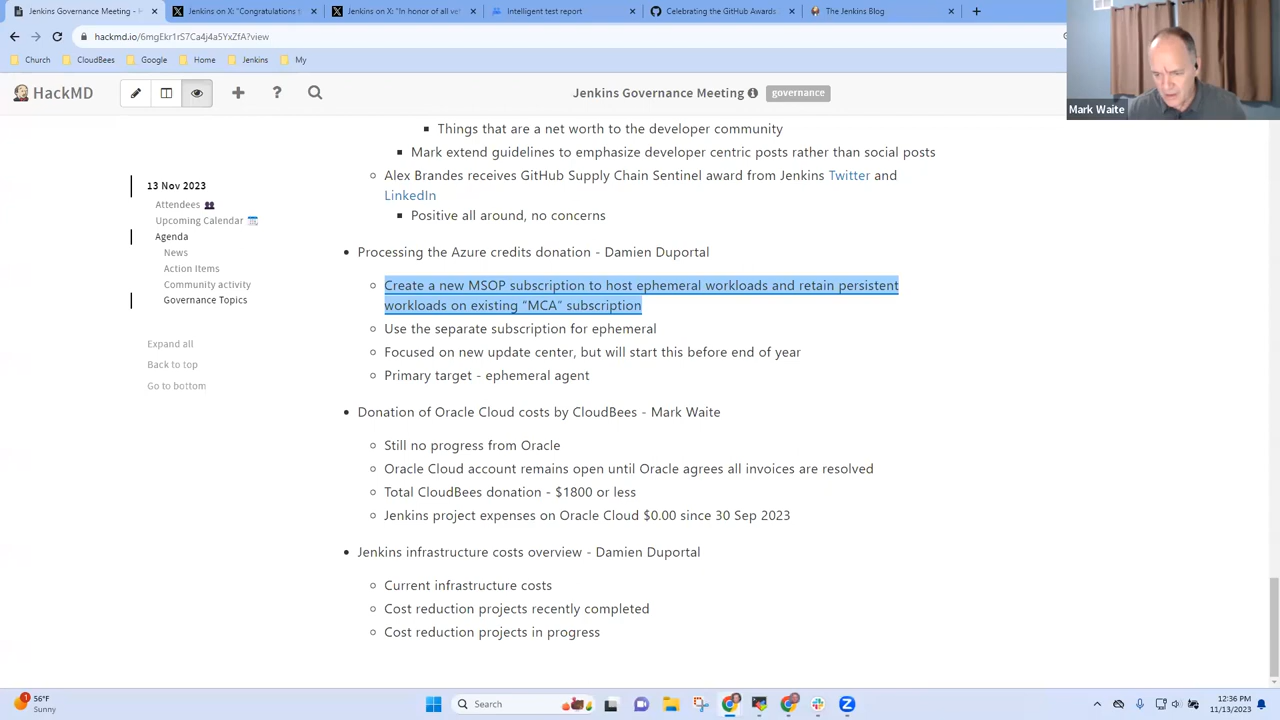 Jenkins Governance Meeting -
Jenkins on X: "Congratulations t
Jenkins on X: "In honor of all ve
Intelligent test report
Celebrating the GitHub Awards
The Jenkins Blog
hackmd.io/6mgEkr1rS7Ca4j4a5YxZfA?view
Church
CloudBees
Google
Home
Jenkins
My
HackMD
Jenkins Governance Meeting
governance
Mark Waite
Things that are a net worth to the developer community
Mark extend guidelines to emphasize developer centric posts rather than social posts
Alex Brandes receives GitHub Supply Chain Sentinel award from Jenkins Twitter and
LinkedIn
Positive all around, no concerns
13 Nov 2023
Attendees
Upcoming Calendar
Agenda
News
Action Items
Community activity
Governance Topics
Expand all
Back to top
Go to bottom
Processing the Azure credits donation - Damien Duportal
Create a new MSOP subscription to host ephemeral workloads and retain persistent
workloads on existing "MCA" subscription
Use the separate subscription for ephemeral
Focused on new update center, but will start this before end of year
Primary target - ephemeral agent
Donation of Oracle Cloud costs by CloudBees - Mark Waite
Still no progress from Oracle
Oracle Cloud account remains open until Oracle agrees all invoices are resolved
Total CloudBees donation - $1800 or less
Jenkins project expenses on Oracle Cloud $0.00 since 30 Sep 2023
Jenkins infrastructure costs overview - Damien Duportal
Current infrastructure costs
Cost reduction projects recently completed
Cost reduction projects in progress
1
56°F
Sunny
Search
12:36 PM
11/13/2023